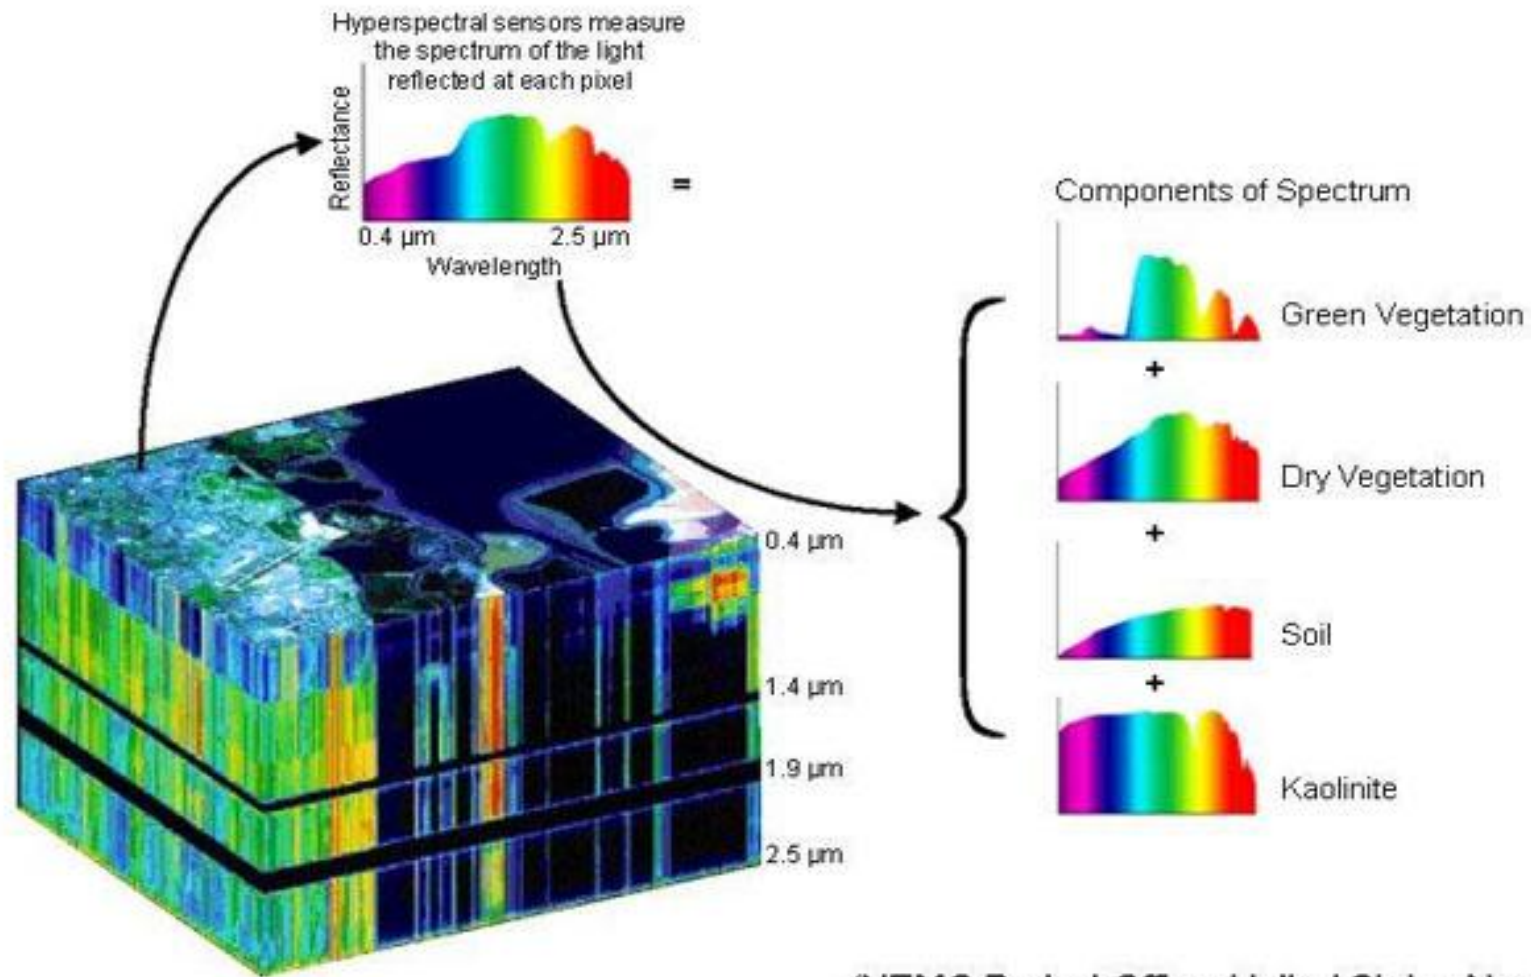 Hyperspectral sensors measure
the spectrum of the light
reflected at each pixel
Reflectance
0.4 µm 2.5 µm
Wavelength
=
Components of Spectrum
Green Vegetation
+
Dry Vegetation
+
Soil
+
Kaolinite
0.4 µm
1.4 µm
1.9 µm
2.5 µm